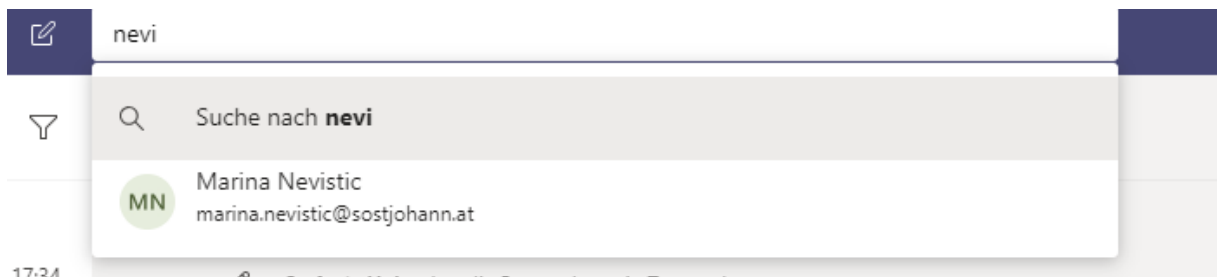 nevi
Suche nach nevi
MN
Marina Nevistic
marina.nevistic@sostjohann.at
17:34